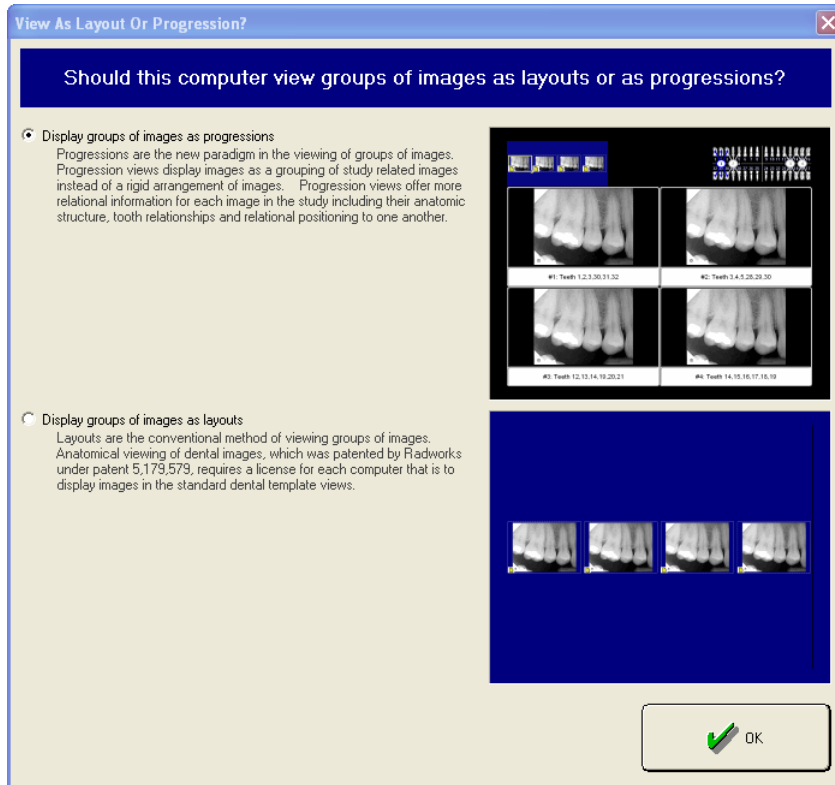 View As Layout Or Progression?
Should this computer view groups of images as layouts or as progressions?
Display groups of images as progressions
Progressions are the new paradigm in the viewing of groups of images.
Progression views display images as a grouping of study related images
instead of a rigid arrangement of images. Progression views offer more
relational information for each image in the study including their anatomic
structure, tooth relationships and relational positioning to one another.
#1: Teeth 1,2,3,30,31,32
#2: Teeth 3,4,5,28,29,30
#3: Teeth 12,13,14,19,20,21
#4: Teeth 14,15,16,17,18,19
Display groups of images as layouts
Layouts are the conventional method of viewing groups of images.
Anatomical viewing of dental images, which was patented by Radworks
under patent 5,179,579, requires a license for each computer that is to
display images in the standard dental template views.
OK